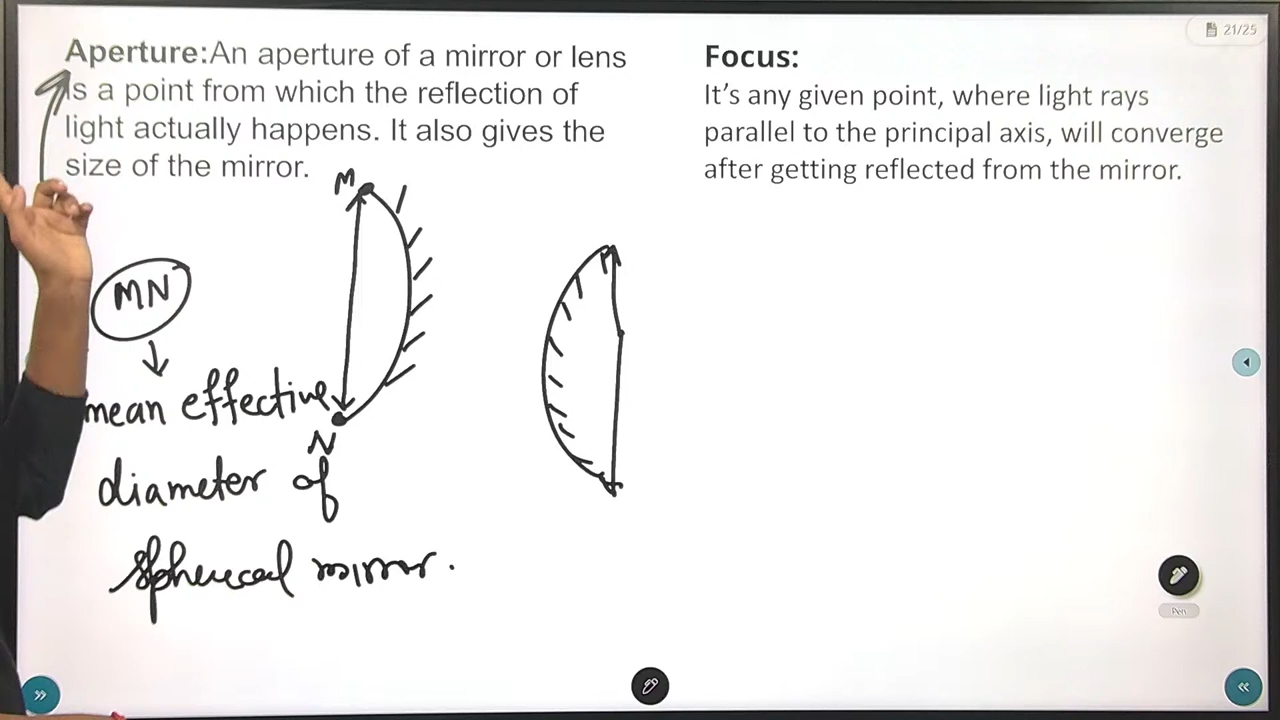 21/25
Aperture:An aperture of a mirror or lens
Is a point from which the reflection of
light actually happens. It also gives the
size of the mirror.
Focus:
It’s any given point, where light rays
parallel to the principal axis, will converge
after getting reflected from the mirror.
M
MN
mean effective
N
diameter of
spherical mirror.
Pen